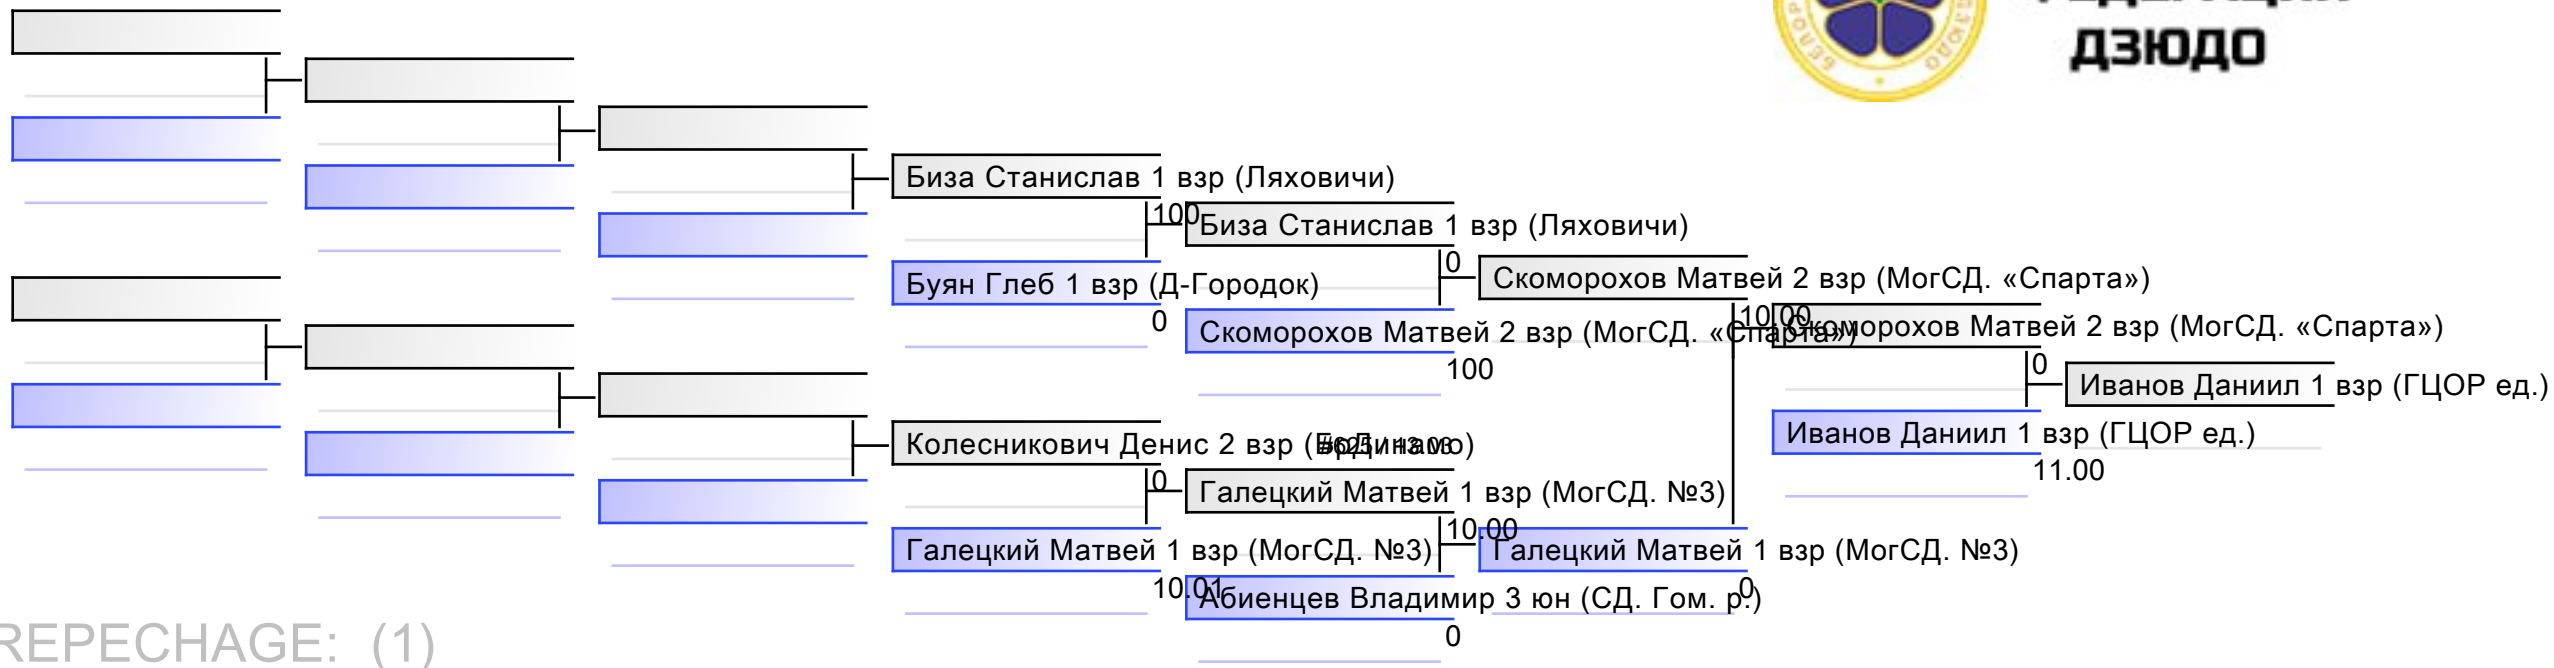 ДЗЮДО
Биза Станислав 1 взр (Ляховичи)
100
Биза Станислав 1 взр (Ляховичи)
0
Буян Глеб 1 взр (Д-Городок)
0
Скоморохов Матвей 2 взр (МогСД. «Спарта»)
Скоморохов Матвей 2 взр (МогСД. «Спарта»)
100
10.00
Скоморохов Матвей 2 взр (МогСД. «Спарта»)
0
Иванов Даниил 1 взр (ГЦОР ед.)
Иванов Даниил 1 взр (ГЦОР ед.)
11.00
Колесникович Денис 2 взр
0
Галецкий Матвей 1 взр (МогСД. №3)
10.00
Галецкий Матвей 1 взр (МогСД. №3)
10.01
Галецкий Матвей 1 взр (МогСД. №3)
0
Абиенцев Владимир 3 юн (СД. Гом. р.)
0
REPECHAGE: (1)